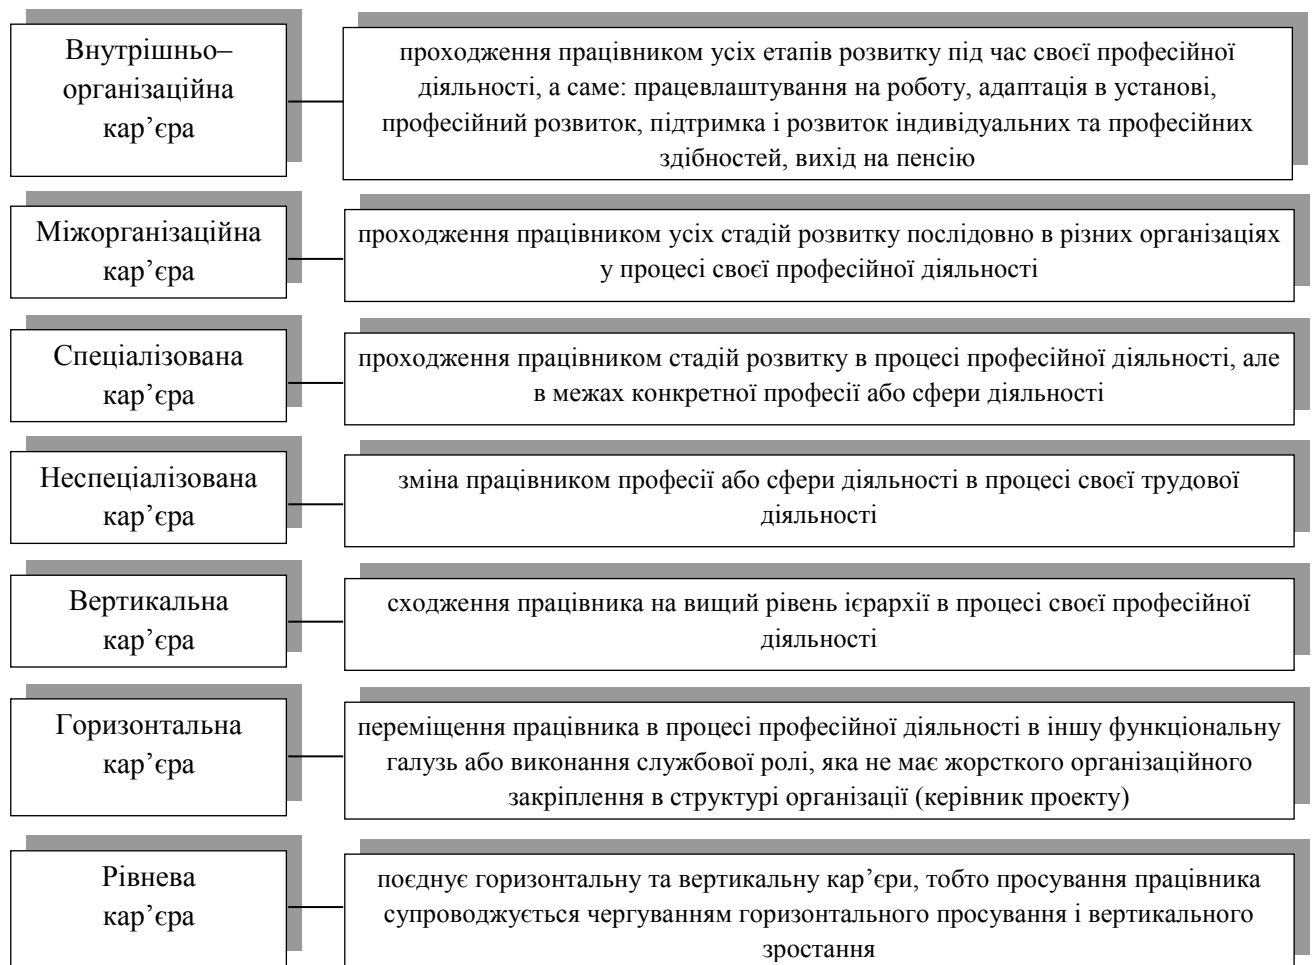 Внутрішньо–
організаційна
кар’єра
проходження працівником усіх етапів розвитку під час своєї професійної
діяльності, а саме: працевлаштування на роботу, адаптація в установі,
професійний розвиток, підтримка і розвиток індивідуальних та професійних
здібностей, вихід на пенсію
Міжорганізаційна
кар’єра
проходження працівником усіх стадій розвитку послідовно в різних організаціях
у процесі своєї професійної діяльності
Спеціалізована
кар’єра
проходження працівником стадій розвитку в процесі професійної діяльності, але
в межах конкретної професії або сфери діяльності
Неспеціалізована
кар’єра
зміна працівником професії або сфери діяльності в процесі своєї трудової
діяльності
Вертикальна
кар’єра
сходження працівника на вищий рівень ієрархії в процесі своєї професійної
діяльності
Горизонтальна
кар’єра
переміщення працівника в процесі професійної діяльності в іншу функціональну
галузь або виконання службової ролі, яка не має жорсткого організаційного
закріплення в структурі організації (керівник проекту)
Рівнева
кар’єра
поєднує горизонтальну та вертикальну кар’єри, тобто просування працівника
супроводжується чергуванням горизонтального просування і вертикального
зростання